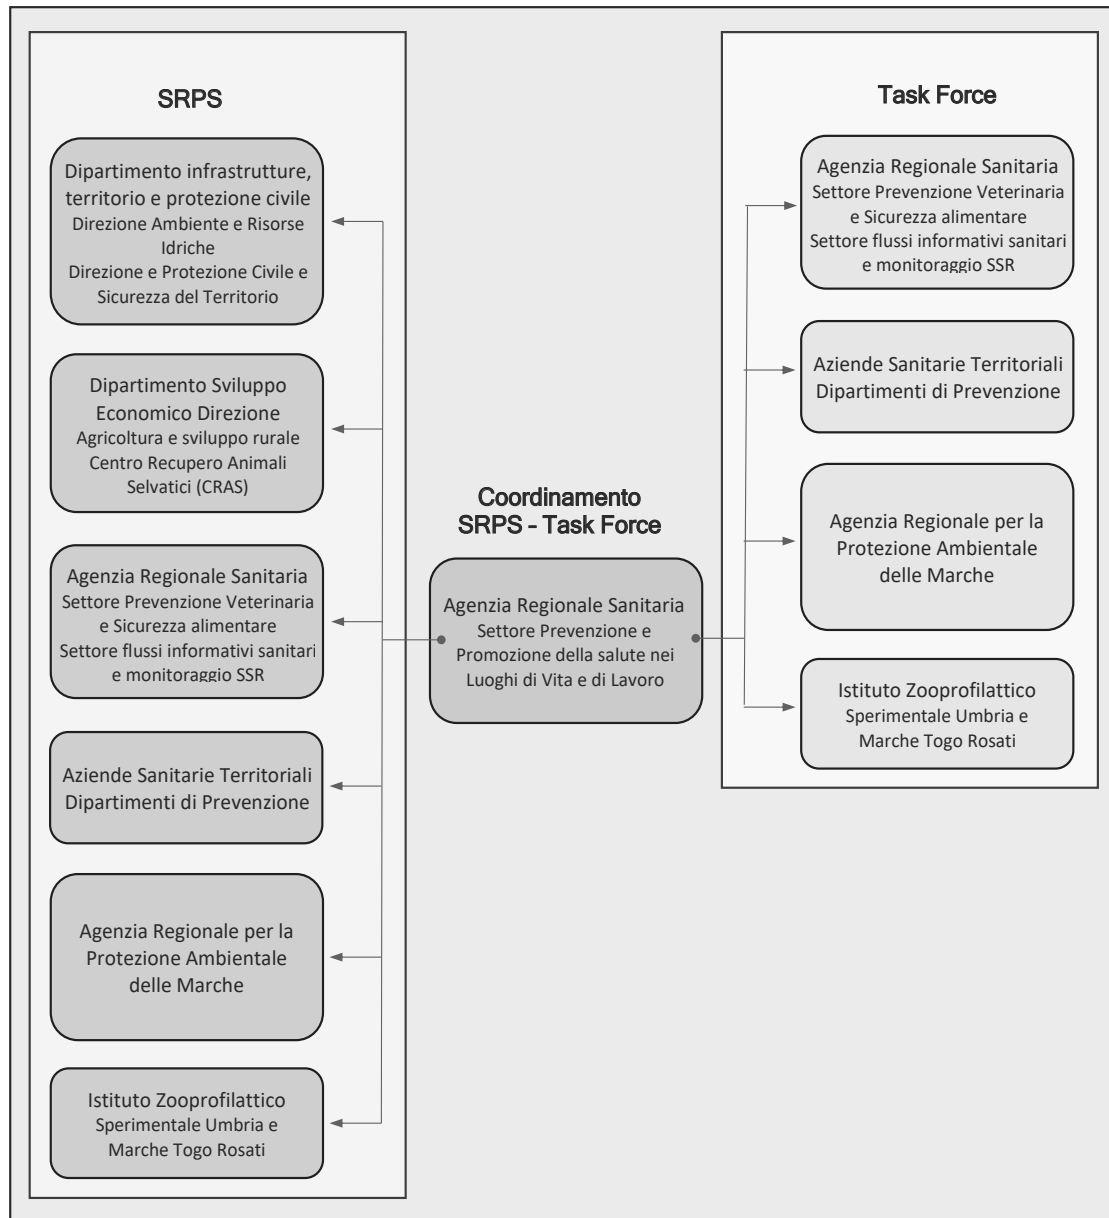 SRPS
Dipartimento infrastrutture,
territorio e protezione civile
Direzione Ambiente e Risorse
Idriche
Direzione e Protezione Civile e
Sicurezza del Territorio
Dipartimento Sviluppo
Economico Direzione
Agricoltura e sviluppo rurale
Centro Recupero Animali
Selvatici (CRAS)
Agenzia Regionale Sanitaria
Settore Prevenzione Veterinaria
e Sicurezza alimentare
Settore flussi informativi sanitari
e monitoraggio SSR
Aziende Sanitarie Territoriali
Dipartimenti di Prevenzione
Agenzia Regionale per la
Protezione Ambientale
delle Marche
Istituto Zooprofilattico
Sperimentale Umbria e
Marche Togo Rosati
Coordinamento
SRPS - Task Force
Agenzia Regionale Sanitaria
Settore Prevenzione e
Promozione della salute nei
Luoghi di Vita e di Lavoro
Task Force
Agenzia Regionale Sanitaria
Settore Prevenzione Veterinaria
e Sicurezza alimentare
Settore flussi informativi sanitari
e monitoraggio SSR
Aziende Sanitarie Territoriali
Dipartimenti di Prevenzione
Agenzia Regionale per la
Protezione Ambientale
delle Marche
Istituto Zooprofilattico
Sperimentale Umbria e
Marche Togo Rosati